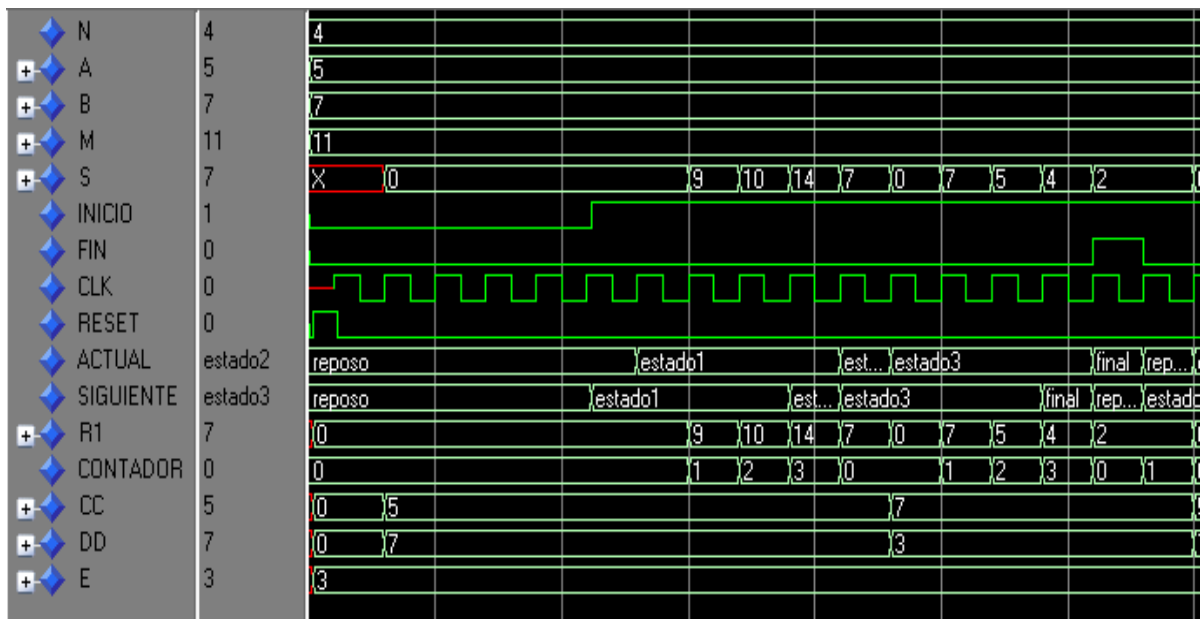 N 4 4
A 5 5
B 7 7
M 11 11
S 7 X 0 9 10 14 7 0 7 5 4 2
INICIO 1
FIN 0
CLK 0
RESET 0
ACTUAL estado2 reposo estado1 est... estado3 final rep...
SIGUIENTE estado3 reposo estado1 est... estado3 final rep... estado
R1 7 0 9 10 14 7 0 7 5 4 2
CONTADOR 0 0 1 2 3 0 1 2 3 0 1
CC 5 0 5 7
DD 7 0 7 3
E 3 3